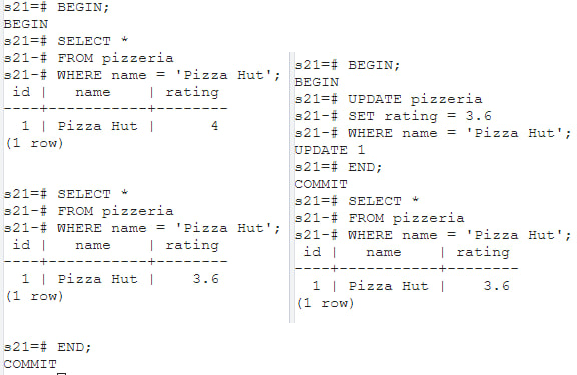 s21=# BEGIN;
BEGIN
s21=# SELECT *
s21-# FROM pizzeria
s21-# WHERE name = 'Pizza Hut';
 id |   name    | rating
----+-----------+--------
  1 | Pizza Hut |      4
(1 row)
s21=# SELECT *
s21-# FROM pizzeria
s21-# WHERE name = 'Pizza Hut';
 id |   name    | rating
----+-----------+--------
  1 | Pizza Hut |    3.6
(1 row)
s21=# END;
COMMIT
s21=# BEGIN;
BEGIN
s21=# UPDATE pizzeria
s21-# SET rating = 3.6
s21-# WHERE name = 'Pizza Hut';
UPDATE 1
s21=# END;
COMMIT
s21=# SELECT *
s21-# FROM pizzeria
s21-# WHERE name = 'Pizza Hut';
 id |   name    | rating
----+-----------+--------
  1 | Pizza Hut |    3.6
(1 row)